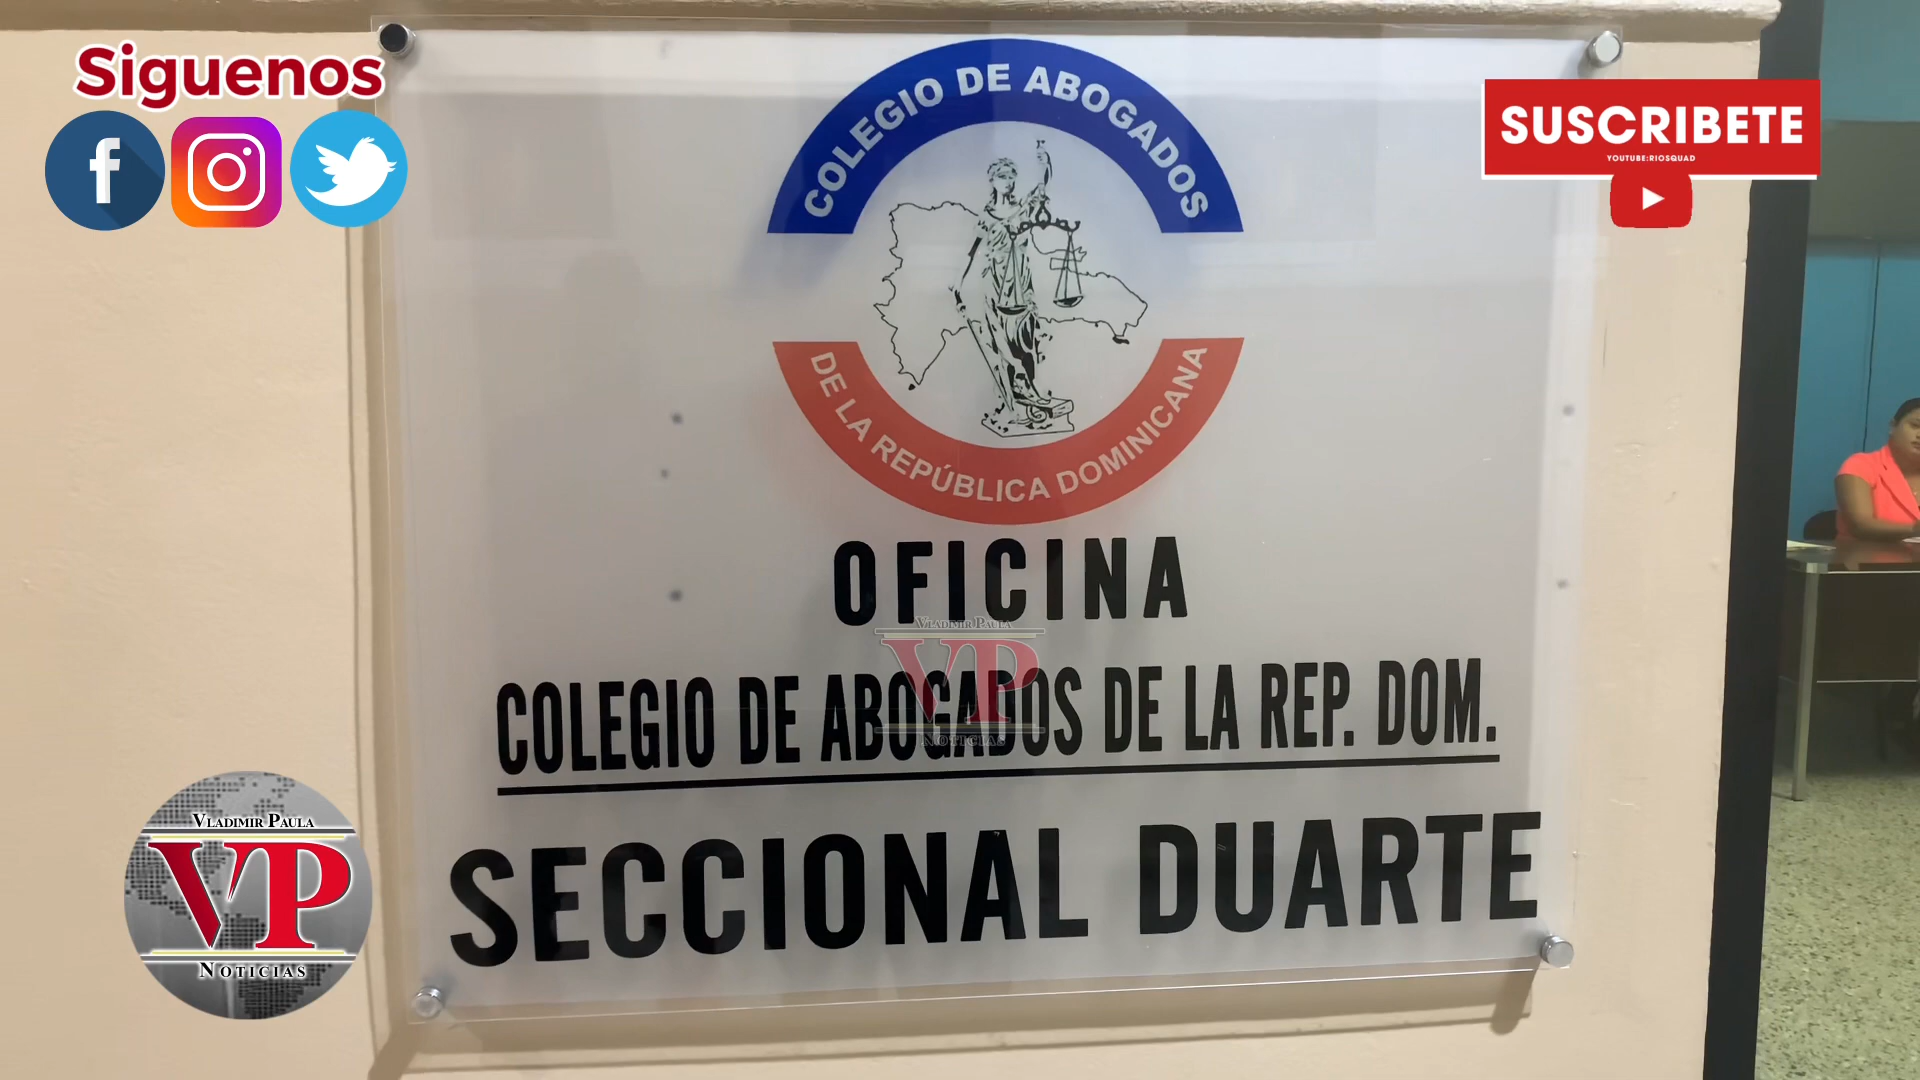 Siguenos
SUSCRIBETE
YOUTUBE:RIOSQUAD
COLEGIO DE ABOGADOS
DE LA REPÚBLICA DOMINICANA
OFICINA
VLADIMIR PAULA
VP
NOTICIAS
COLEGIO DE ABOGADOS DE LA REP. DOM.
SECCIONAL DUARTE
VLADIMIR PAULA
VP
NOTICIAS